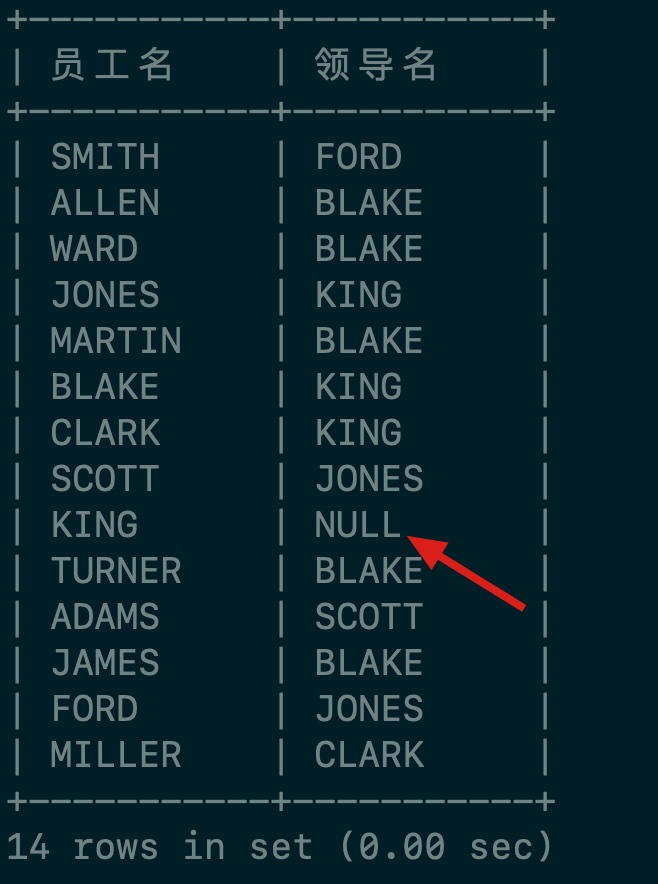 +-----------+-----------+
| 员工名 | 领导名 |
+-----------+-----------+
| SMITH | FORD |
| ALLEN | BLAKE |
| WARD | BLAKE |
| JONES | KING |
| MARTIN | BLAKE |
| BLAKE | KING |
| CLARK | KING |
| SCOTT | JONES |
| KING | NULL |
| TURNER | BLAKE |
| ADAMS | SCOTT |
| JAMES | BLAKE |
| FORD | JONES |
| MILLER | CLARK |
+-----------+-----------+
14 rows in set (0.00 sec)